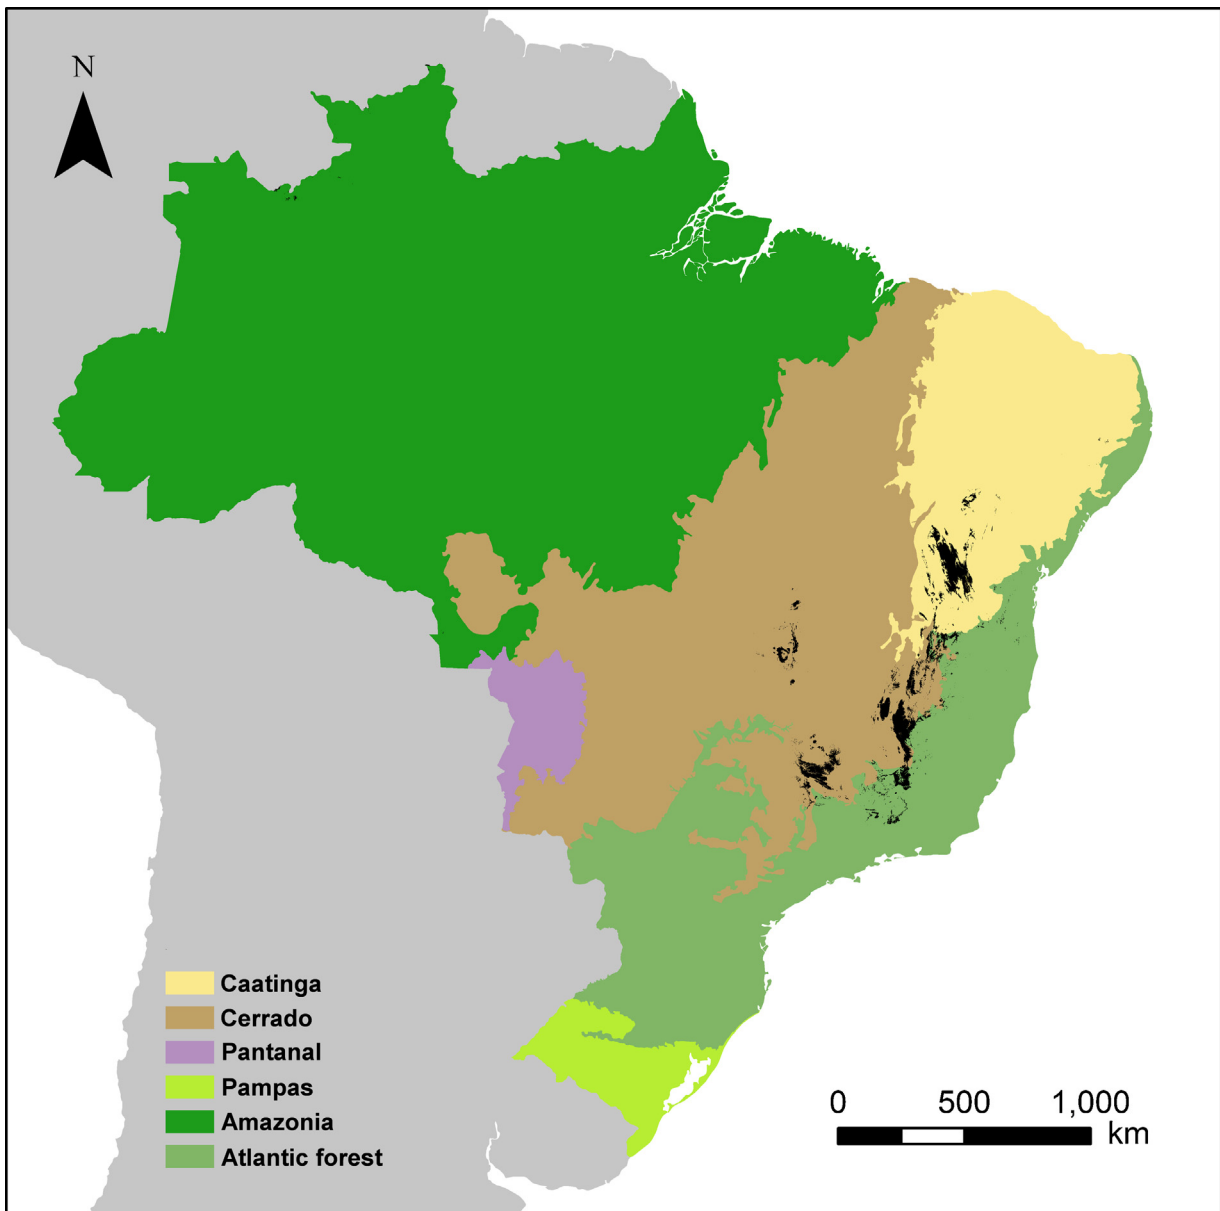 N
Caatinga
Cerrado
Pantanal
Pampas
Amazonia
Atlantic forest
0 500 1,000
km